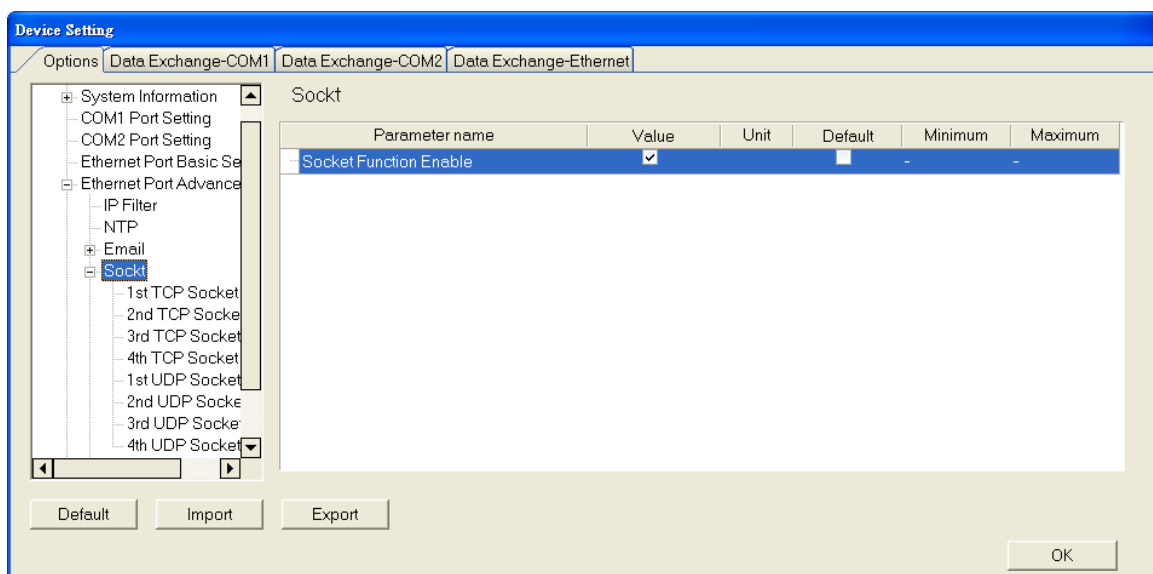 Device Setting
Options Data Exchange-COM1 Data Exchange-COM2 Data Exchange-Ethernet
System Information
COM1 Port Setting
COM2 Port Setting
Ethernet Port Basic Se
Ethernet Port Advance
IP Filter
NTP
Email
Sockt
1st TCP Socket
2nd TCP Socke
3rd TCP Socket
4th TCP Socket
1st UDP Socket
2nd UDP Socke
3rd UDP Socke
4th UDP Socket
Sockt
Parameter name Value Unit Default Minimum Maximum
Socket Function Enable - -
Default Import Export
OK